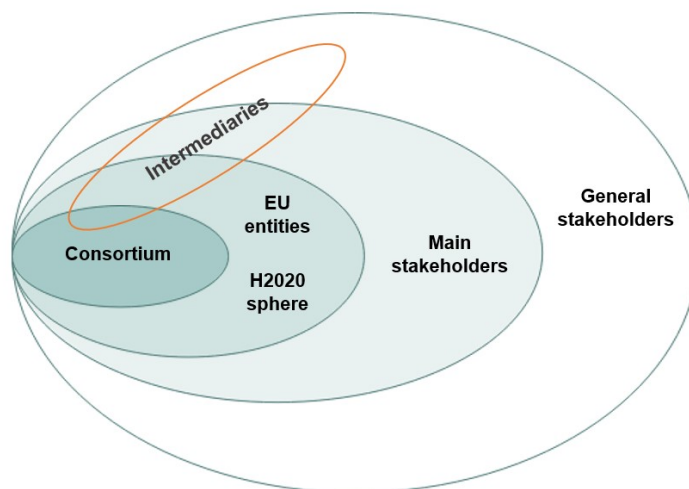 Intermediaries
General
stakeholders
EU
entities
Main
stakeholders
Consortium
H2020
sphere